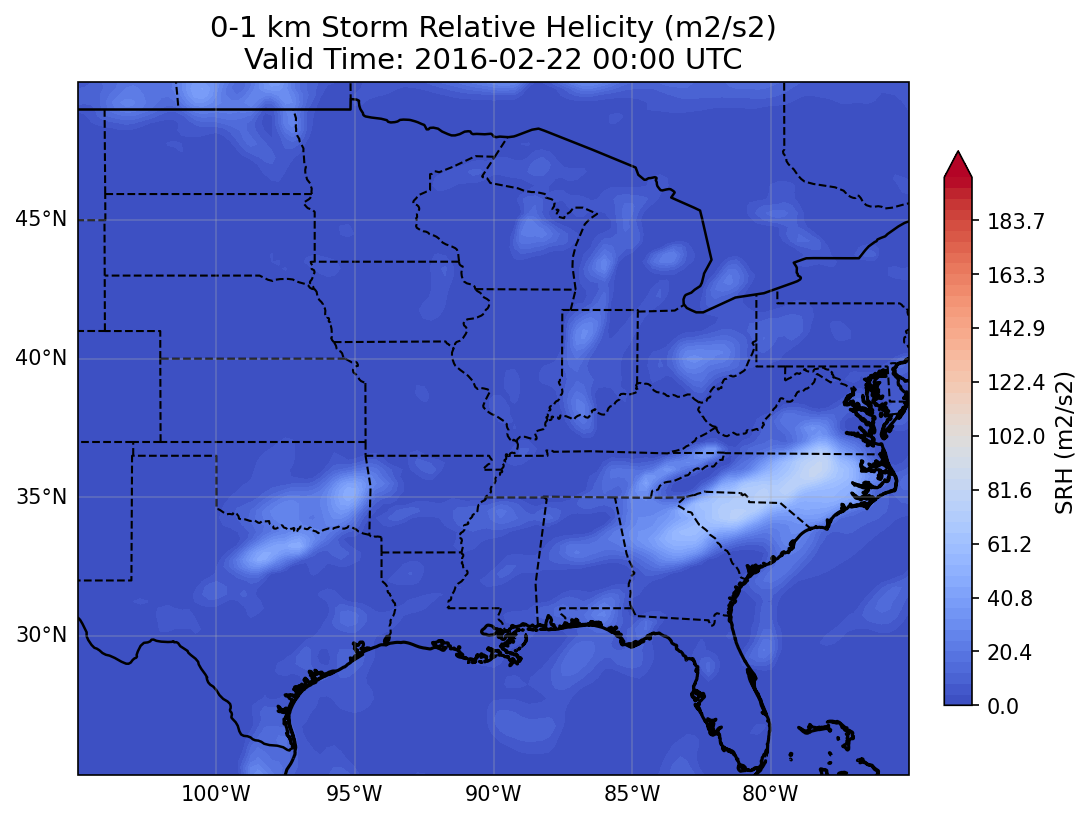 0-1 km Storm Relative Helicity (m2/s2)
Valid Time: 2016-02-22 00:00 UTC
45°N
40°N
35°N
30°N
100°W
95°W
90°W
85°W
80°W
183.7
163.3
142.9
122.4
102.0
81.6
61.2
40.8
20.4
0.0
SRH (m2/s2)